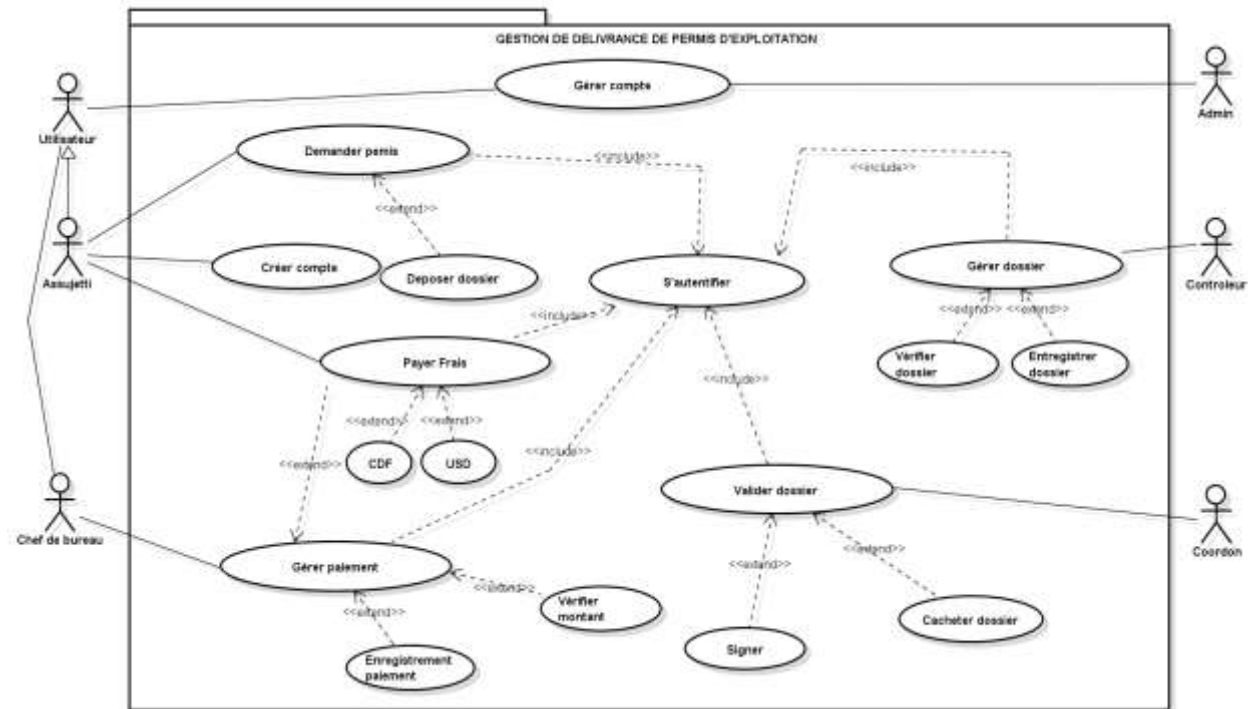 GESTION DE DELIVRANCE DE PERMIS D'EXPLOITATION
Gérer compte
Utilisateur
Admin
Demander pemis
<<include>>
<<include>>
<<extend>>
Assujetti
Créer compte
Deposer dossier
S'autentifier
Gérer dossier
Controleur
<<include>>
<<extend>>
<<extend>>
Payer Frais
Vérifier
dossier
Entregistrer
dossier
<<include>>
<<extend>>
<<extend>>
<<extend>>
CDF
USD
<<include>>
Valider dossier
Chef de bureau
Coordon
Gérer paiement
<<extend>>
<<extend>>
<<extend>>
Vérifier
montant
<<extend>>
Cacheter dossier
Signer
Enregistrement
paiement